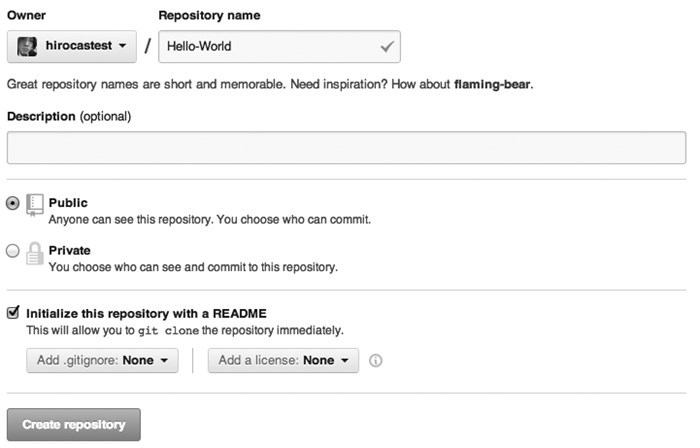 Owner Repository name
hirocastest / Hello-World
Great repository names are short and memorable. Need inspiration? How about flaming-bear.
Description (optional)
Public
Anyone can see this repository. You choose who can commit.
Private
You choose who can see and commit to this repository.
Initialize this repository with a README
This will allow you to git clone the repository immediately.
Add .gitignore: None Add a license: None
Create repository